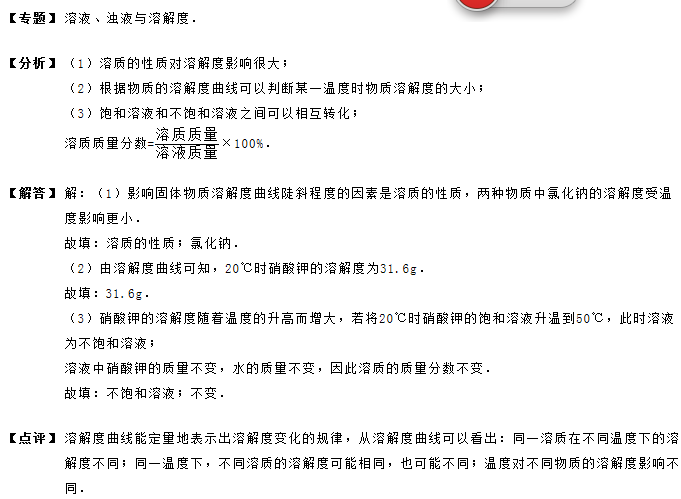 【专题】溶液、浊液与溶解度．
【分析】（1）溶质的性质对溶解度影响很大；
（2）根据物质的溶解度曲线可以判断某一温度时物质溶解度的大小；
（3）饱和溶液和不饱和溶液之间可以相互转化；
溶质质量分数=溶质质量/溶液质量×100%．
【解答】解：（1）影响固体物质溶解度曲线陡斜程度的因素是溶质的性质，两种物质中氯化钠的溶解度受温
度影响更小．
故填：溶质的性质；氯化钠．
（2）由溶解度曲线可知，20℃时硝酸钾的溶解度为31.6g．
故填：31.6g．
（3）硝酸钾的溶解度随着温度的升高而增大，若将20℃时硝酸钾的饱和溶液升温到50℃，此时溶液
为不饱和溶液；
溶液中硝酸钾的质量不变，水的质量不变，因此溶质的质量分数不变．
故填：不饱和溶液；不变．
【点评】溶解度曲线能定量地表示出溶解度变化的规律，从溶解度曲线可以看出：同一溶质在不同温度下的溶
解度不同；同一温度下，不同溶质的溶解度可能相同，也可能不同；温度对不同物质的溶解度影响不
同．